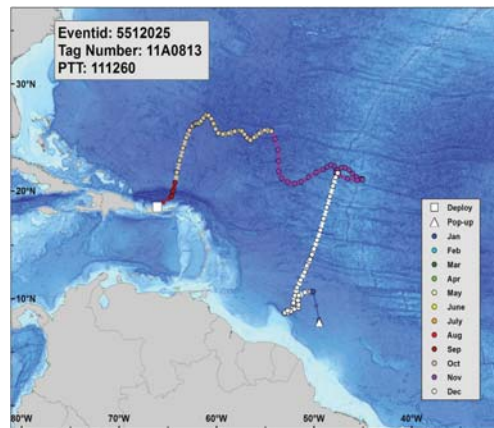 Eventid: 5512025
Tag Number: 11A0813
PTT: 111260
30°N
20°N
10°N
Deploy
Pop-up
Jan
Feb
Mar
Apr
May
June
July
Aug
Sep
Oct
Nov
Dec
80°W
70°W
60°W
50°W
40°W